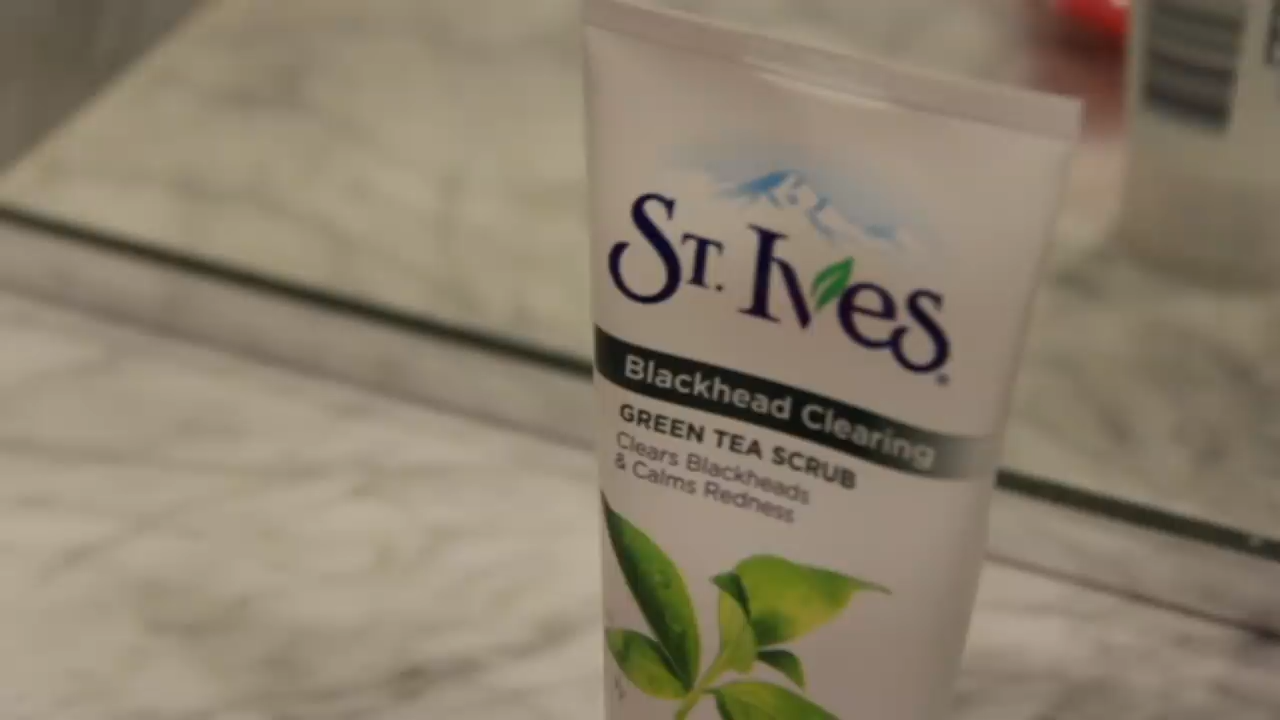 St. Ives
Blackhead Clearing
GREEN TEA SCRUB
Clears Blackheads
& Calms Redness